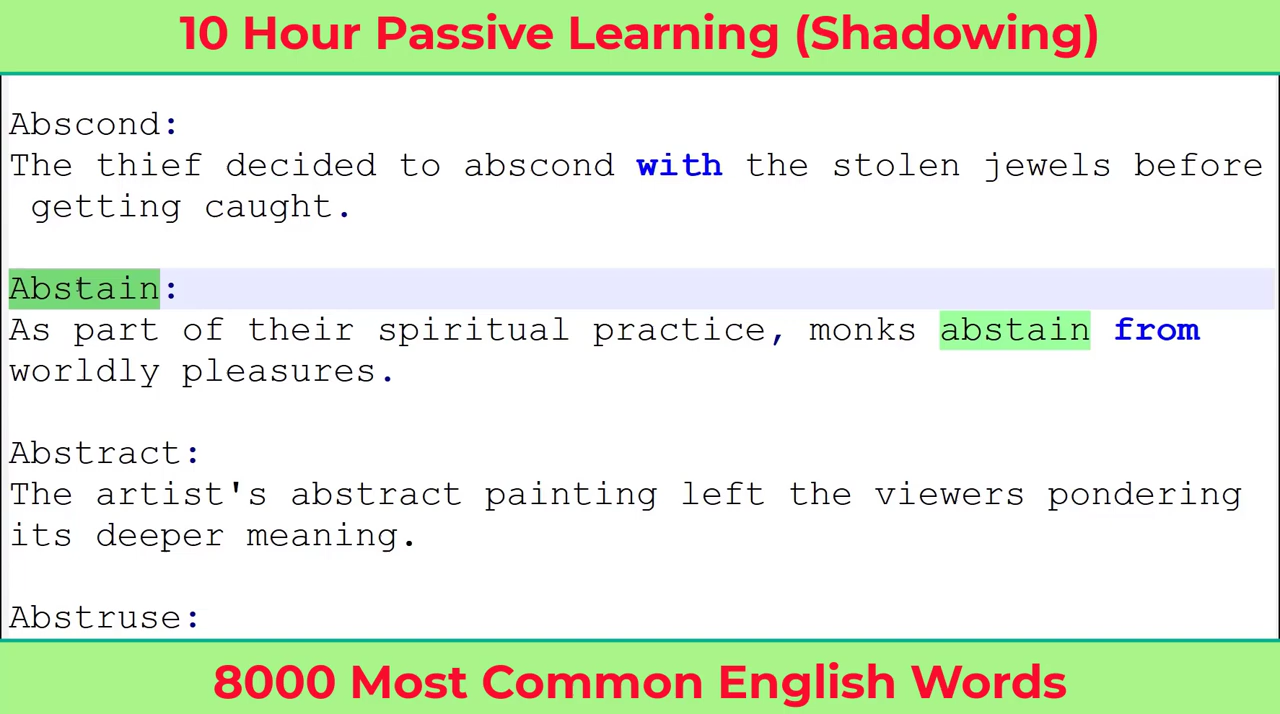 10 Hour Passive Learning (Shadowing)
Abscond:
The thief decided to abscond with the stolen jewels before
getting caught.
Abstain:
As part of their spiritual practice, monks abstain from
worldly pleasures.
Abstract:
The artist's abstract painting left the viewers pondering
its deeper meaning.
Abstruse:
8000 Most Common English Words